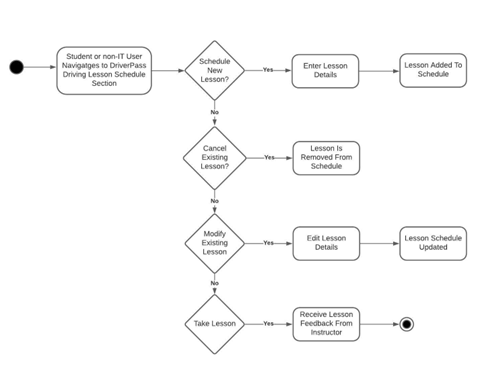 Student or non-IT User
Navigatges to DriverPass
Driving Lesson Schedule
Section
Schedule
New
Lesson?
Yes
Enter Lesson
Details
Lesson Added To
Schedule
No
Cancel
Existing
Lesson?
Yes
Lesson Is
Removed From
Schedule
No
Modify
Existing
Lesson
Yes
Edit Lesson
Details
Lesson Schedule
Updated
No
Take Lesson
Yes
Receive Lesson
Feedback From
Instructor